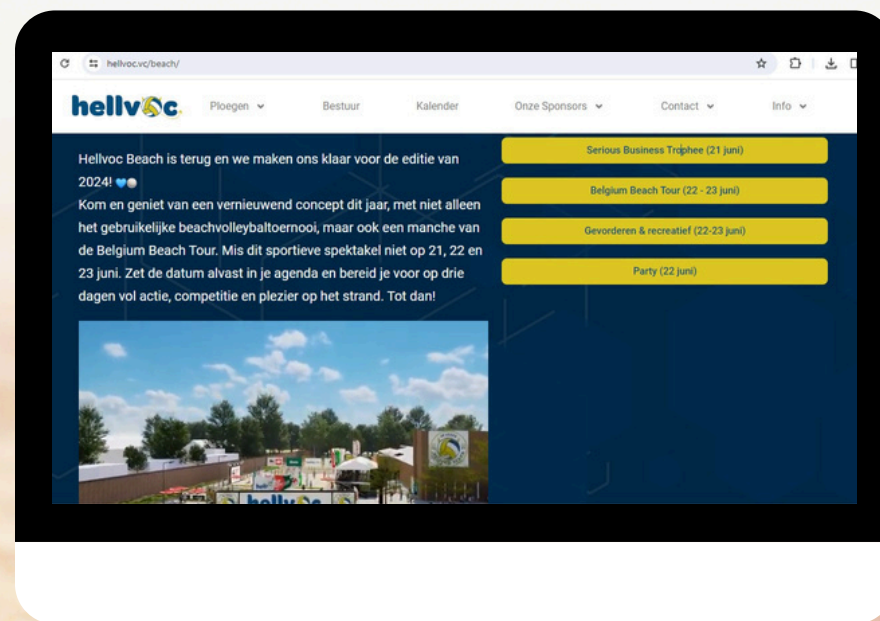 hellvoc.vc/beach/
hellvoc
Ploegen
Bestuur
Kalender
Onze Sponsors
Contact
Info
Hellvoc Beach is terug en we maken ons klaar voor de editie van
2024! 💙🏐
Kom en geniet van een vernieuwend concept dit jaar, met niet alleen
het gebruikelijke beachvolleybaltoernooi, maar ook een manche van
de Belgium Beach Tour. Mis dit sportieve spektakel niet op 21, 22 en
23 juni. Zet de datum alvast in je agenda en bereid je voor op drie
dagen vol actie, competitie en plezier op het strand. Tot dan!
Serious Business Trophee (21 juni)
Belgium Beach Tour (22 - 23 juni)
Gevorderen & recreatief (22-23 juni)
Party (22 juni)
hellvoc